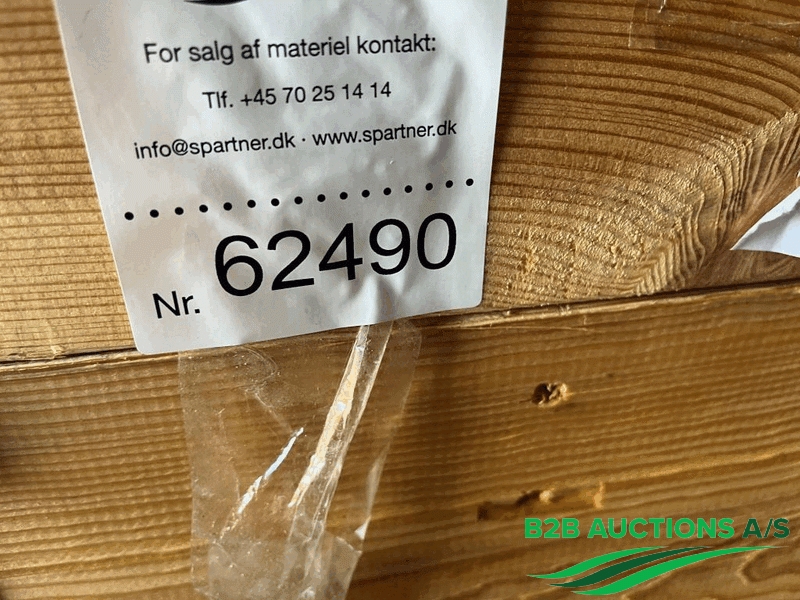 For salg af materiel kontakt:
Tlf. +45 70 25 14 14
info@spartner.dk · www.spartner.dk
Nr. 62490
B2B AUCTIONS A/S